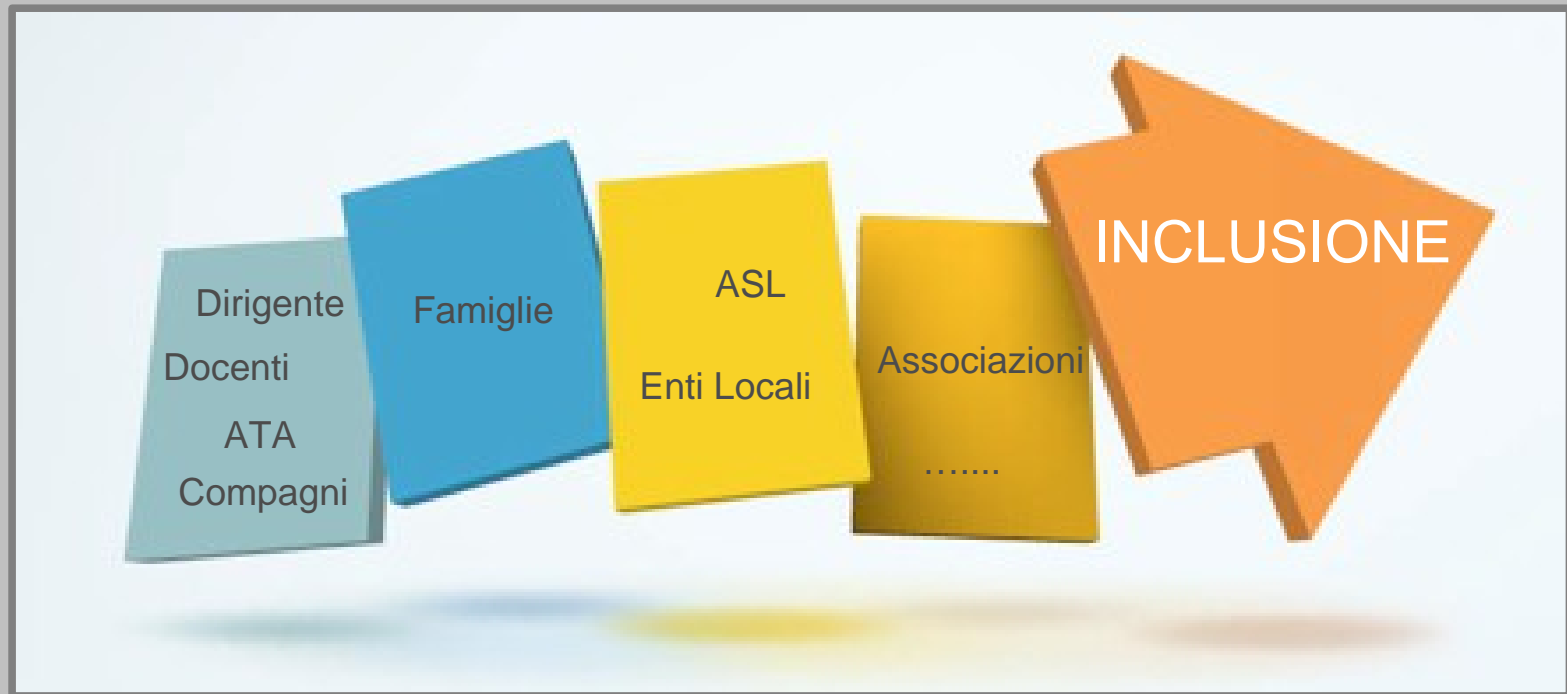 Dirigente
Docenti
ATA
Compagni
Famiglie
ASL
Enti Locali
Associazioni
…....
INCLUSIONE